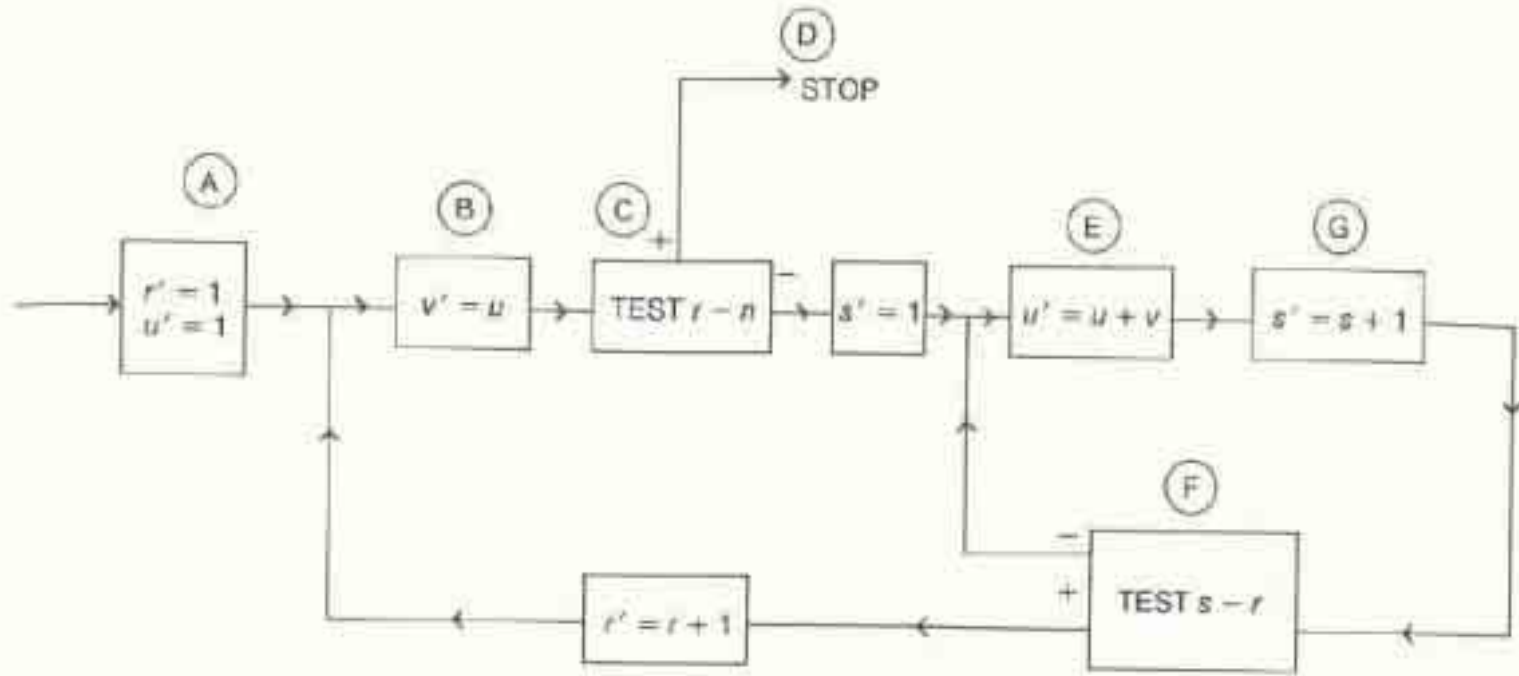 D
STOP
A
B
C
E
G
+
r' = 1
u' = 1
v' = u
TEST r − n
−
s' = 1
u' = u + v
s' = s + 1
F
−
+
TEST s − r
r' = r + 1